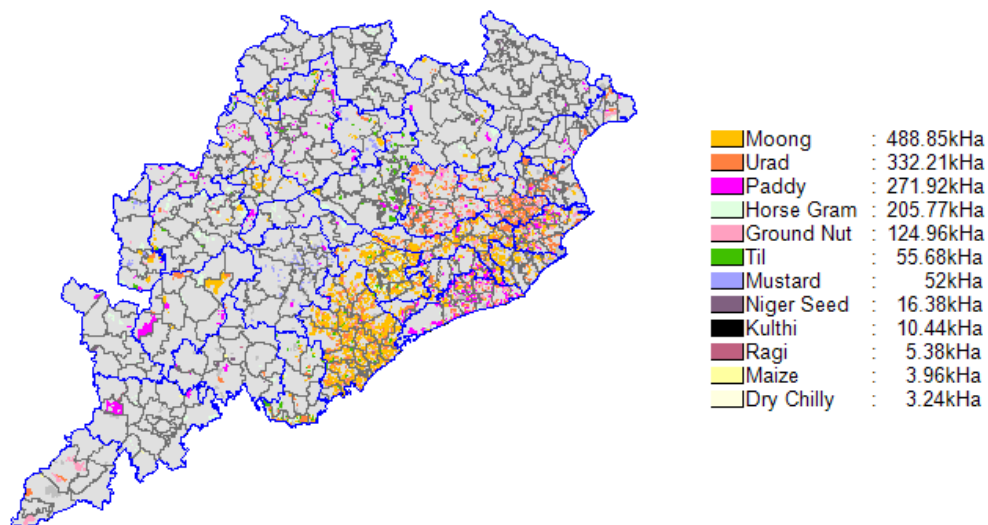 Moong : 488.85kHa
Urad : 332.21kHa
Paddy : 271.92kHa
Horse Gram : 205.77kHa
Ground Nut : 124.96kHa
Til : 55.68kHa
Mustard : 52kHa
Niger Seed : 16.38kHa
Kulthi : 10.44kHa
Ragi : 5.38kHa
Maize : 3.96kHa
Dry Chilly : 3.24kHa